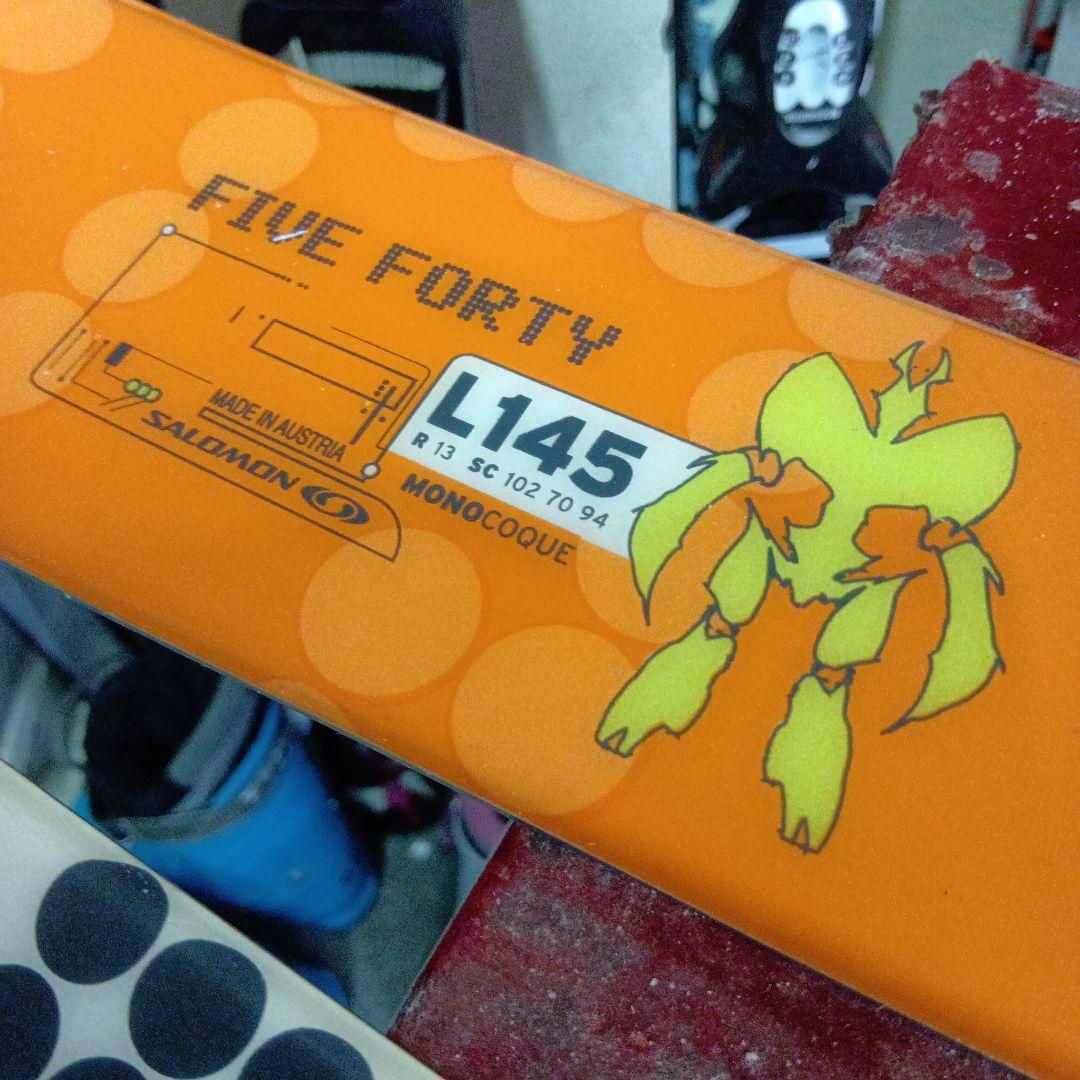 FIVE FORTY
L145
R 13 SC 102 70 94
MADE IN AUSTRIA
SALOMON
MONOCOQUE